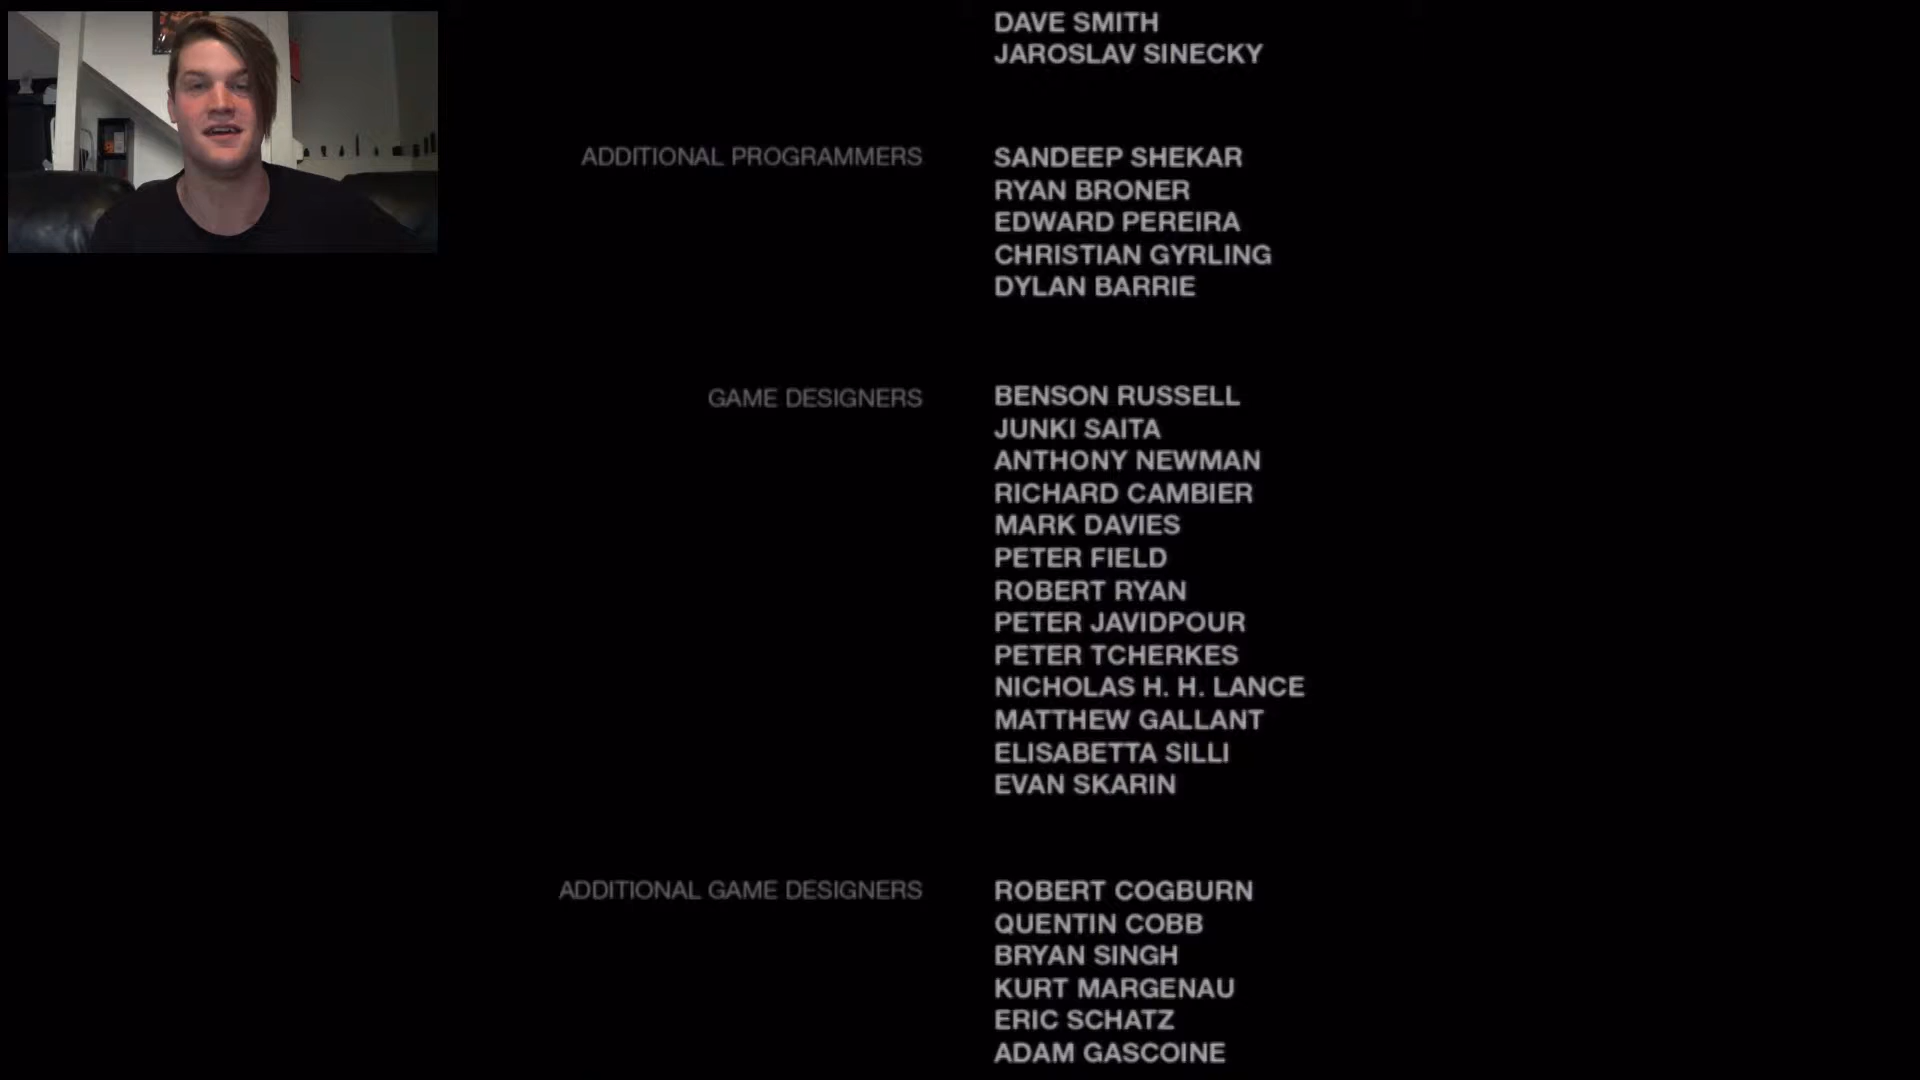 DAVE SMITH
JAROSLAV SINECKY
ADDITIONAL PROGRAMMERS
SANDEEP SHEKAR
RYAN BRONER
EDWARD PEREIRA
CHRISTIAN GYRLING
DYLAN BARRIE
GAME DESIGNERS
BENSON RUSSELL
JUNKI SAITA
ANTHONY NEWMAN
RICHARD CAMBIER
MARK DAVIES
PETER FIELD
ROBERT RYAN
PETER JAVIDPOUR
PETER TCHERKES
NICHOLAS H. H. LANCE
MATTHEW GALLANT
ELISABETTA SILLI
EVAN SKARIN
ADDITIONAL GAME DESIGNERS
ROBERT COGBURN
QUENTIN COBB
BRYAN SINGH
KURT MARGENAU
ERIC SCHATZ
ADAM GASCOINE